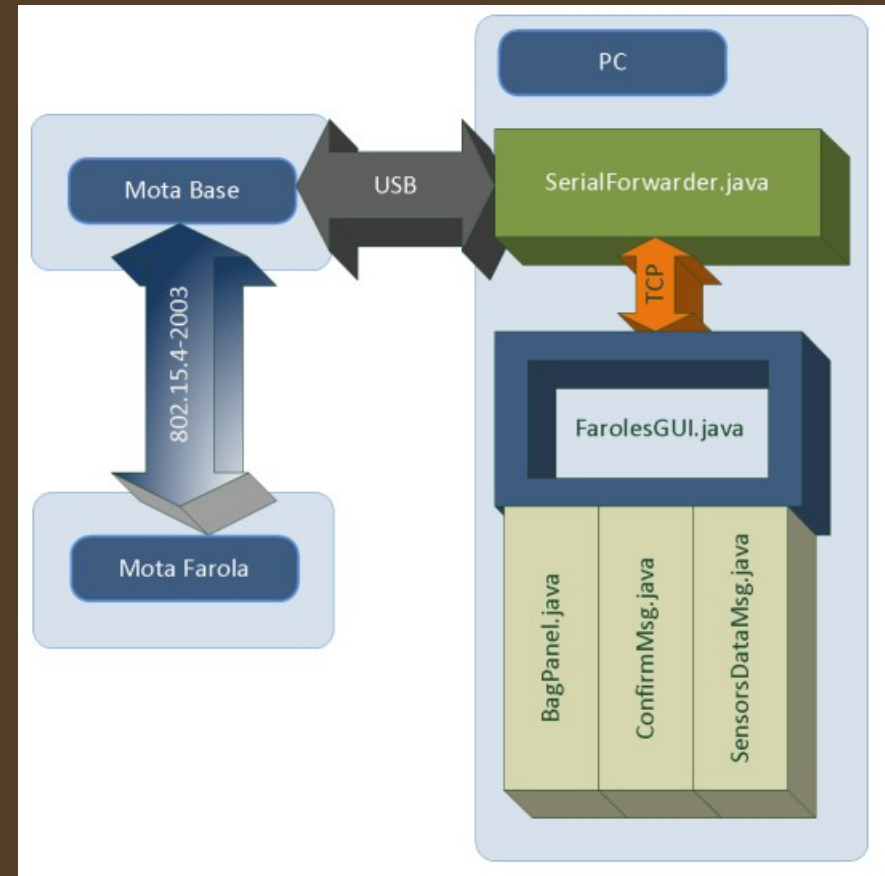 PC
Mota Base
USB
SerialForwarder.java
TCP
802.15.4-2003
FarolesGUI.java
Mota Farola
BagPanel.java
ConfirmMsg.java
SensorsDataMsg.java